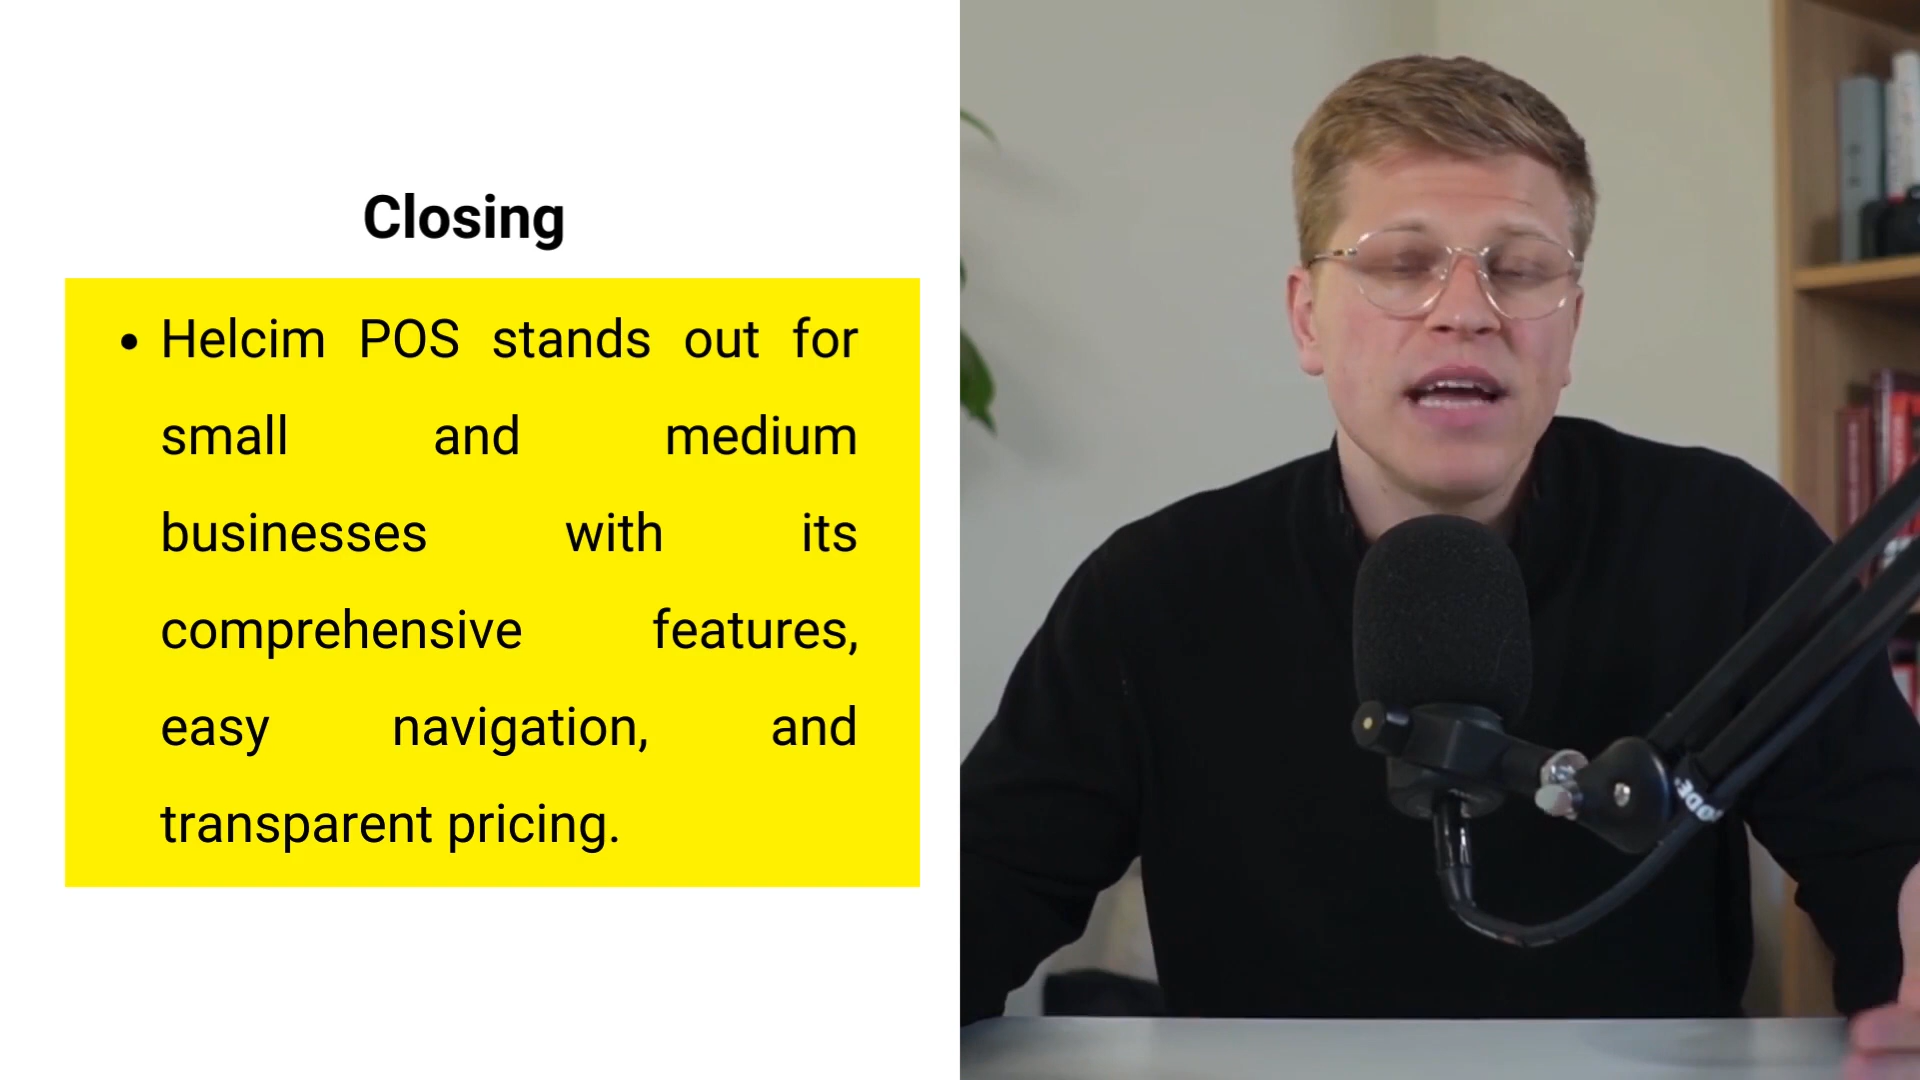 Closing
• Helcim POS stands out for
small and medium
businesses with its
comprehensive features,
easy navigation, and
transparent pricing.
RODE